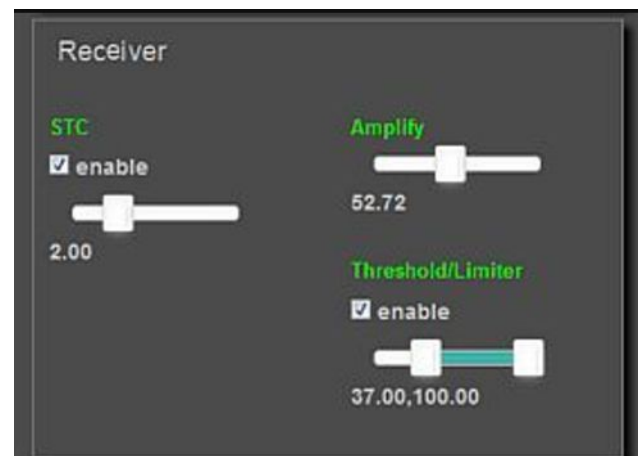 Receiver
STC
enable
2.00
Amplify
52.72
Threshold/Limiter
enable
37.00,100.00